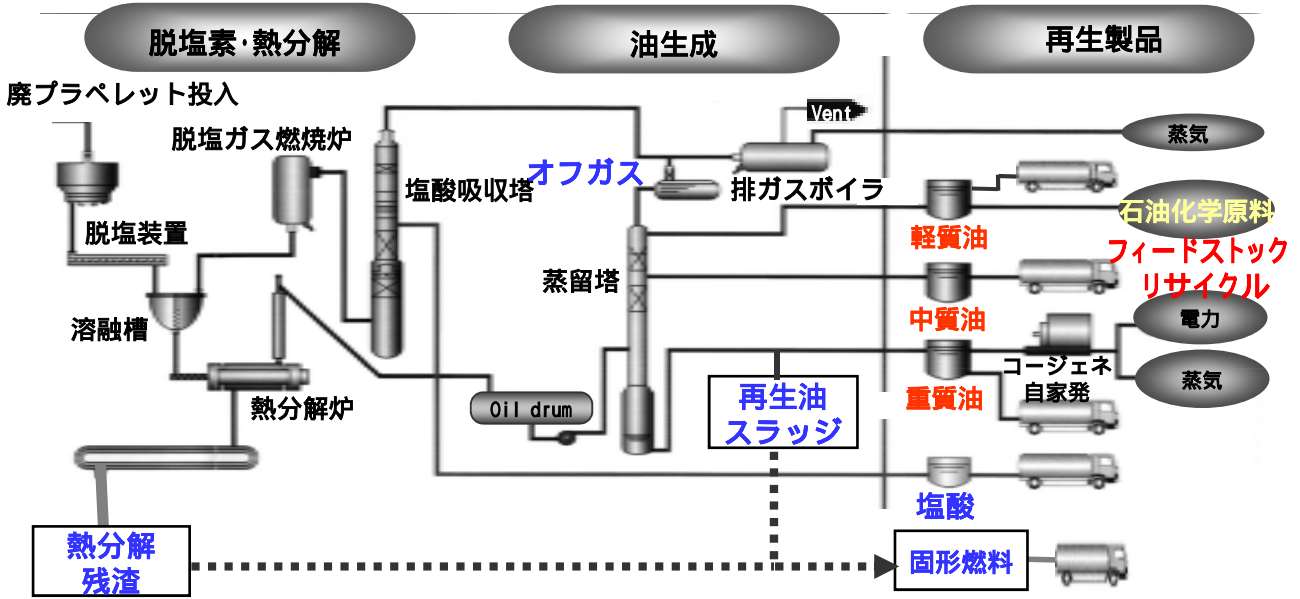 脱塩素・熱分解
油生成
再生製品
廃プラペレット投入
脱塩ガス燃焼炉
Vent
蒸気
塩酸吸収塔
オフガス
排ガスボイラ
脱塩装置
石油化学原料
軽質油
フィードストック
リサイクル
蒸留塔
溶融槽
中質油
電力
熱分解炉
Oil drum
再生油
スラッジ
重質油
コージェネ
自家発
蒸気
塩酸
熱分解
残渣
固形燃料